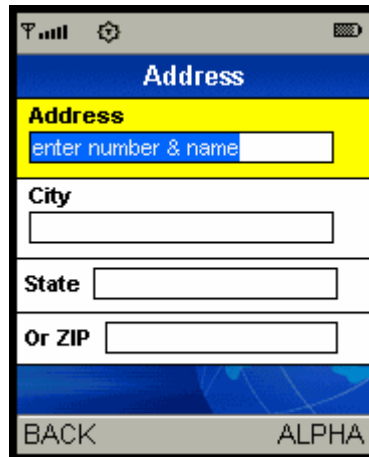 Address
Address
enter number & name
City
State
Or ZIP
BACK ALPHA